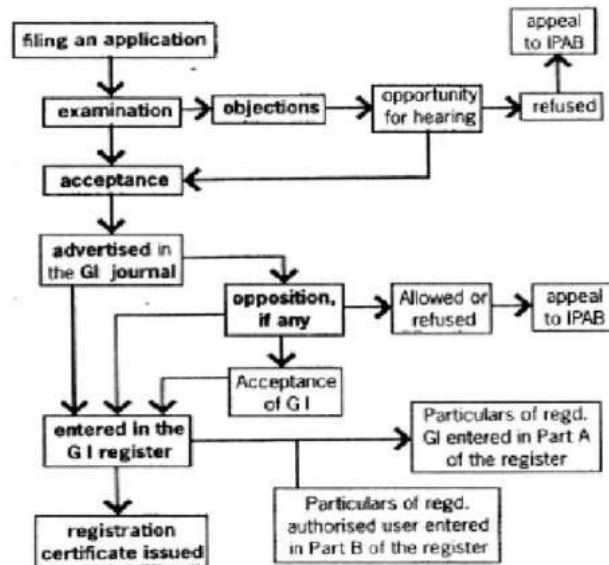 filing an application
appeal
to IPAB
examination
objections
opportunity
for hearing
refused
acceptance
advertised in
the GI journal
opposition,
if any
Allowed or
refused
appeal
to IPAB
Acceptance
of G I
entered in the
G I register
Particulars of regd.
GI entered in Part A
of the register
registration
certificate issued
Particulars of regd.
authorised user entered
in Part B of the register